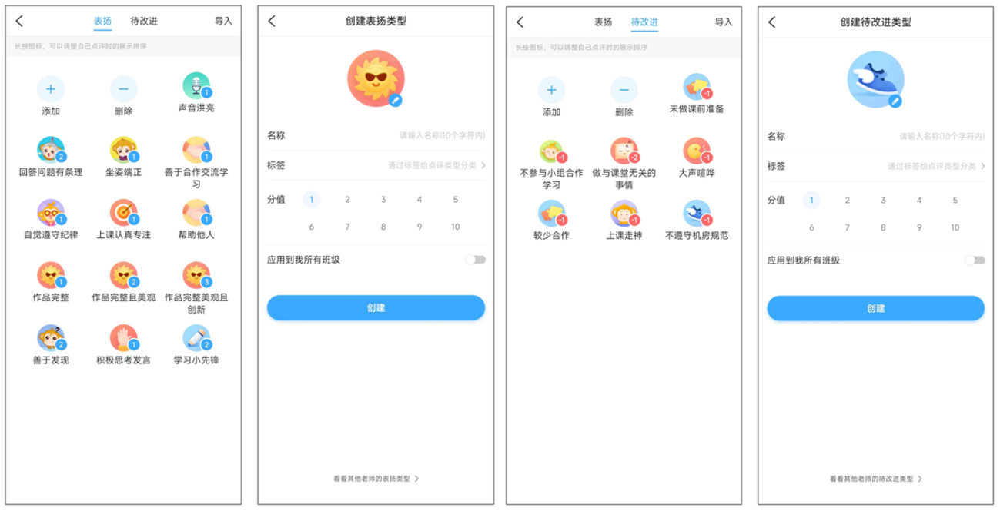 表扬 待改进 导入
长按图标，可以调整自己点评时的展示排序
1
添加 删除 声音洪亮
2 1 1
回答问题有条理 坐姿端正 善于合作交流学
习
1 1 1
自觉遵守纪律 上课认真专注 帮助他人
1 2 3
作品完整 作品完整且美观 作品完整美观且
创新
2 1 2
善于发现 积极思考发言 学习小先锋
创建表扬类型
名称 请输入名称(10个字符内)
标签 通过标签给点评类型分类
分值 1 2 3 4 5
6 7 8 9 10
应用到我所有班级
创建
看看其他老师的表扬类型
表扬 待改进 导入
长按图标，可以调整自己点评时的展示排序
-1
添加 删除 未做课前准备
-1 -2 -1
不参与小组合作 做与课堂无关的 大声喧哗
学习 事情
-1 -1 -1
较少合作 上课走神 不遵守机房规范
创建待改进类型
名称 请输入名称(10个字符内)
标签 通过标签给点评类型分类
分值 1 2 3 4 5
6 7 8 9 10
应用到我所有班级
创建
看看其他老师的待改进类型